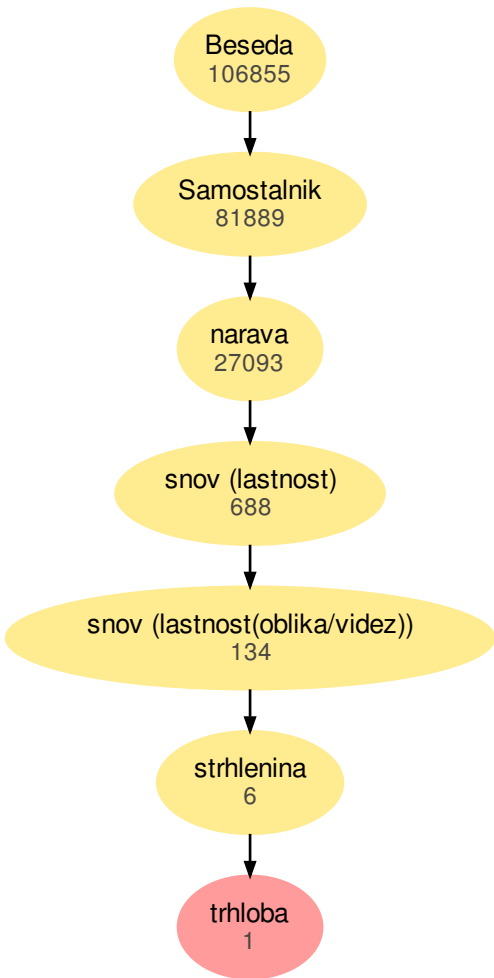 Beseda
106855
Samostalnik
81889
narava
27093
snov (lastnost)
688
snov (lastnost(oblika/videz))
134
strhlenina
6
trhloba
1